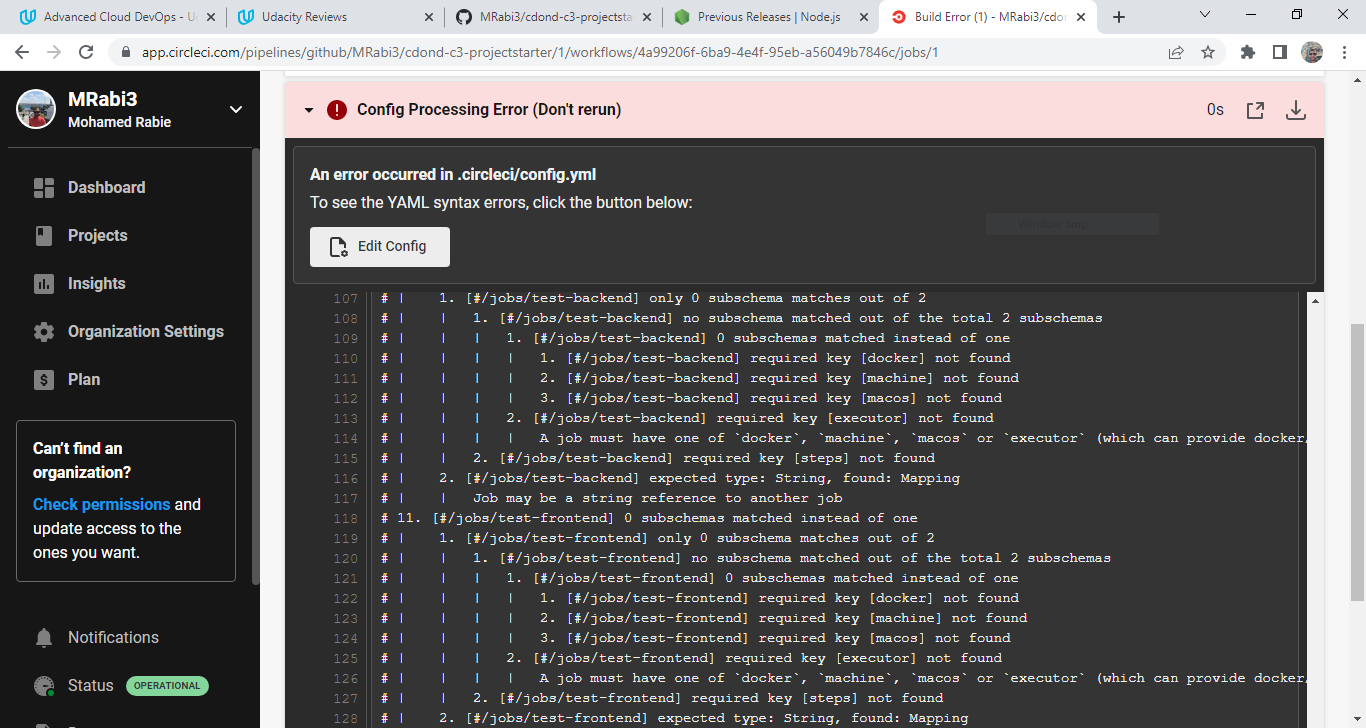 Advanced Cloud DevOps - U
Udacity Reviews
MRabi3/cdond-c3-projectsta
Previous Releases | Node.js
Build Error (1) - MRabi3/cdon
app.circleci.com/pipelines/github/MRabi3/cdond-c3-projectstarter/1/workflows/4a99206f-6ba9-4e4f-95eb-a56049b7846c/jobs/1
MRabi3
Mohamed Rabie
Dashboard
Projects
Insights
Organization Settings
Plan
Can't find an
organization?
Check permissions and
update access to the
ones you want.
Notifications
Status OPERATIONAL
Config Processing Error (Don't rerun)
0s
An error occurred in .circleci/config.yml
To see the YAML syntax errors, click the button below:
Window Snip
Edit Config
107 # | 1. [#/jobs/test-backend] only 0 subschema matches out of 2
108 # | | 1. [#/jobs/test-backend] no subschema matched out of the total 2 subschemas
109 # | | | 1. [#/jobs/test-backend] 0 subschemas matched instead of one
110 # | | | | 1. [#/jobs/test-backend] required key [docker] not found
111 # | | | | 2. [#/jobs/test-backend] required key [machine] not found
112 # | | | | 3. [#/jobs/test-backend] required key [macos] not found
113 # | | | 2. [#/jobs/test-backend] required key [executor] not found
114 # | | | | A job must have one of `docker`, `machine`, `macos` or `executor` (which can provide docker,
115 # | | 2. [#/jobs/test-backend] required key [steps] not found
116 # | 2. [#/jobs/test-backend] expected type: String, found: Mapping
117 # | | Job may be a string reference to another job
118 # 11. [#/jobs/test-frontend] 0 subschemas matched instead of one
119 # | 1. [#/jobs/test-frontend] only 0 subschema matches out of 2
120 # | | 1. [#/jobs/test-frontend] no subschema matched out of the total 2 subschemas
121 # | | | 1. [#/jobs/test-frontend] 0 subschemas matched instead of one
122 # | | | | 1. [#/jobs/test-frontend] required key [docker] not found
123 # | | | | 2. [#/jobs/test-frontend] required key [machine] not found
124 # | | | | 3. [#/jobs/test-frontend] required key [macos] not found
125 # | | | 2. [#/jobs/test-frontend] required key [executor] not found
126 # | | | | A job must have one of `docker`, `machine`, `macos` or `executor` (which can provide docker,
127 # | | 2. [#/jobs/test-frontend] required key [steps] not found
128 # | 2. [#/jobs/test-frontend] expected type: String, found: Mapping